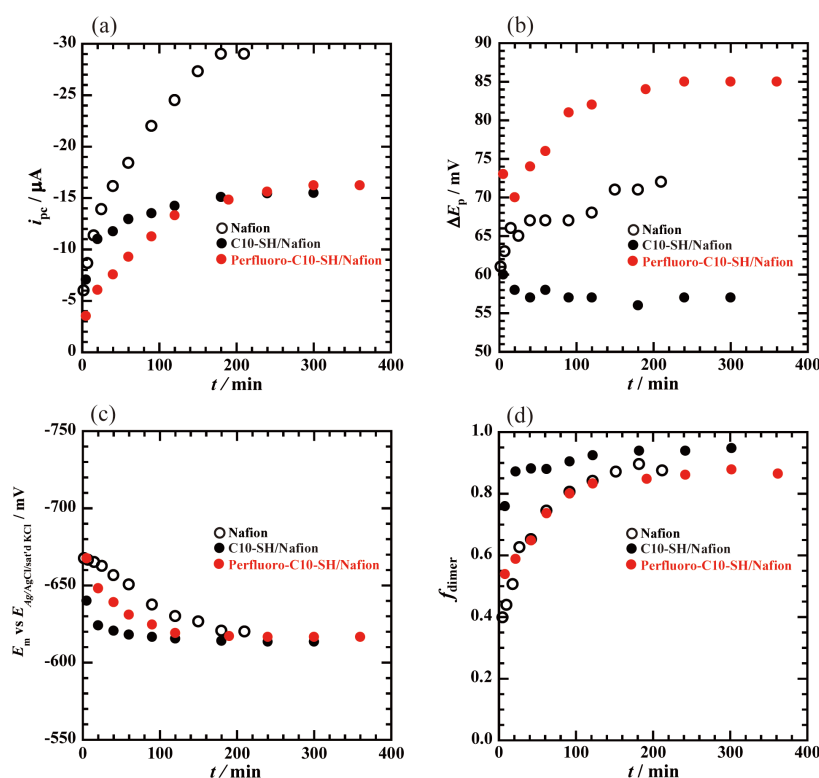 (a)
-30
-25
-20
-15
-10
-5
0
i_pc / μA
Nafion
C10-SH/Nafion
Perfluoro-C10-SH/Nafion
0 100 200 300 400
t / min
(b)
90
85
80
75
70
65
60
55
50
ΔE_p / mV
Nafion
C10-SH/Nafion
Perfluoro-C10-SH/Nafion
0 100 200 300 400
t / min
(c)
-750
-700
-650
-600
-550
E_m vs E_Ag/AgCl/sat'd KCl / mV
Nafion
C10-SH/Nafion
Perfluoro-C10-SH/Nafion
0 100 200 300 400
t / min
(d)
1.0
0.8
0.6
0.4
0.2
0.0
f_dimer
Nafion
C10-SH/Nafion
Perfluoro-C10-SH/Nafion
0 100 200 300 400
t / min